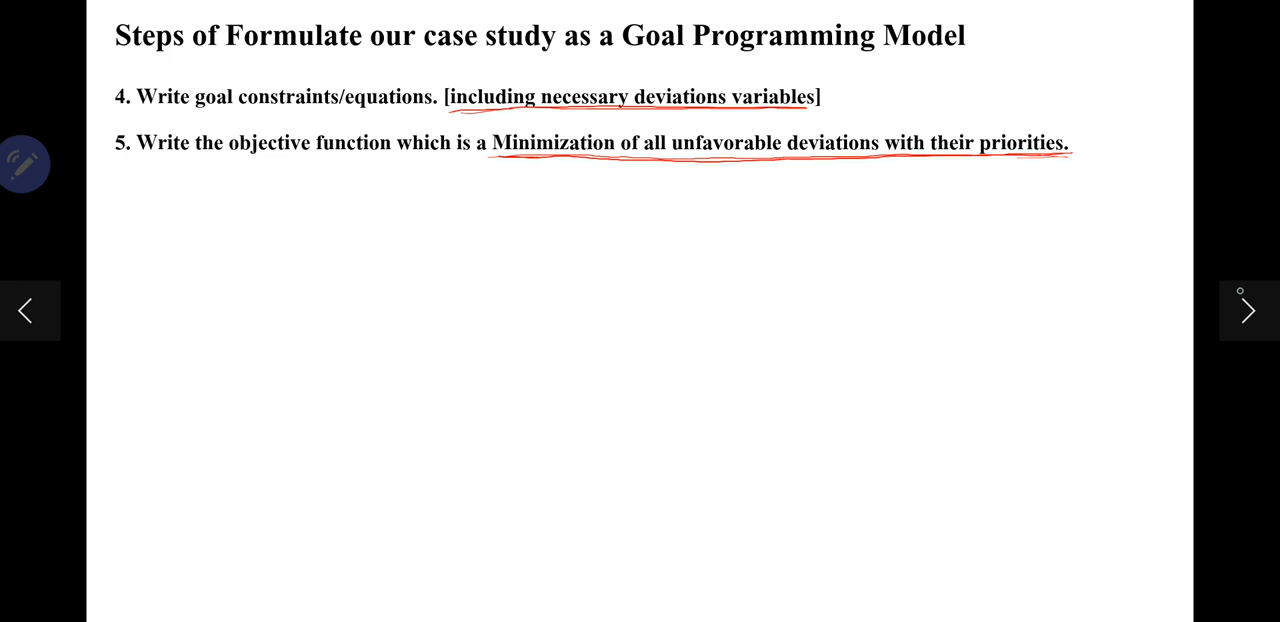 Steps of Formulate our case study as a Goal Programming Model
4. Write goal constraints/equations. [including necessary deviations variables]
5. Write the objective function which is a Minimization of all unfavorable deviations with their priorities.